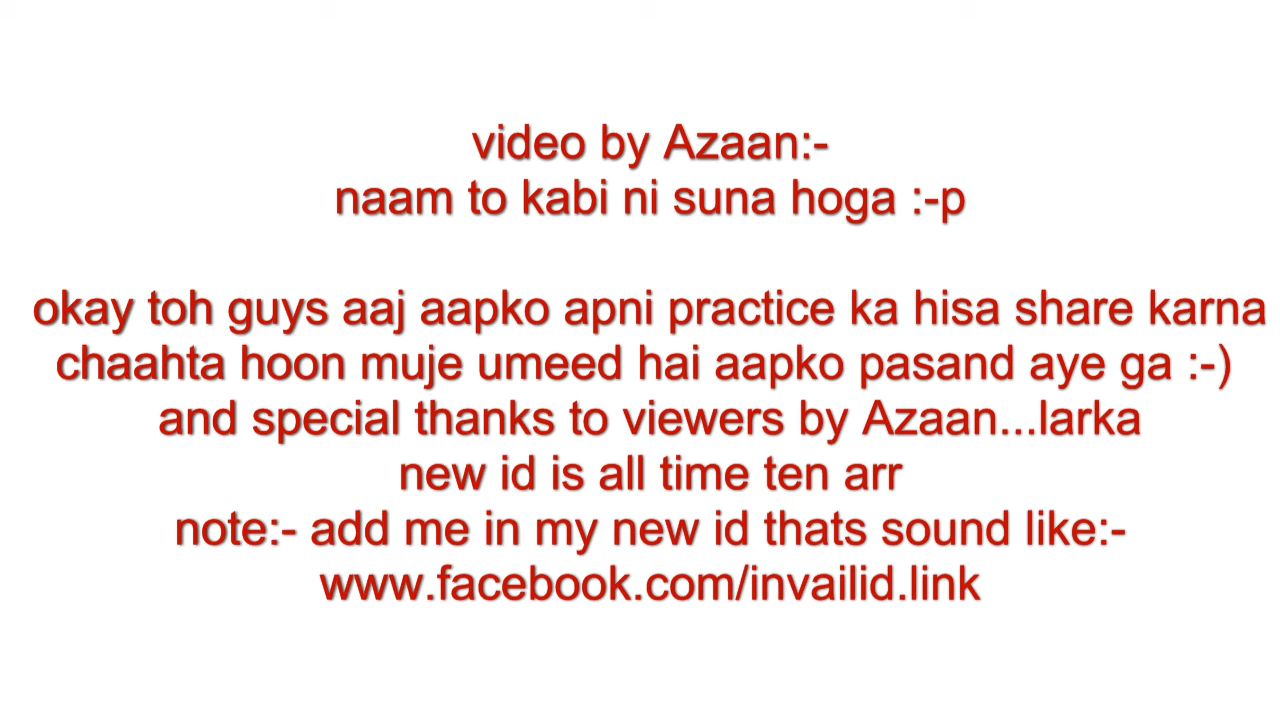 video by Azaan:-
naam to kabi ni suna hoga :-p
okay toh guys aaj aapko apni practice ka hisa share karna
chaahta hoon muje umeed hai aapko pasand aye ga :-)
and special thanks to viewers by Azaan...larka
new id is all time ten arr
note:- add me in my new id thats sound like:-
www.facebook.com/invailid.link